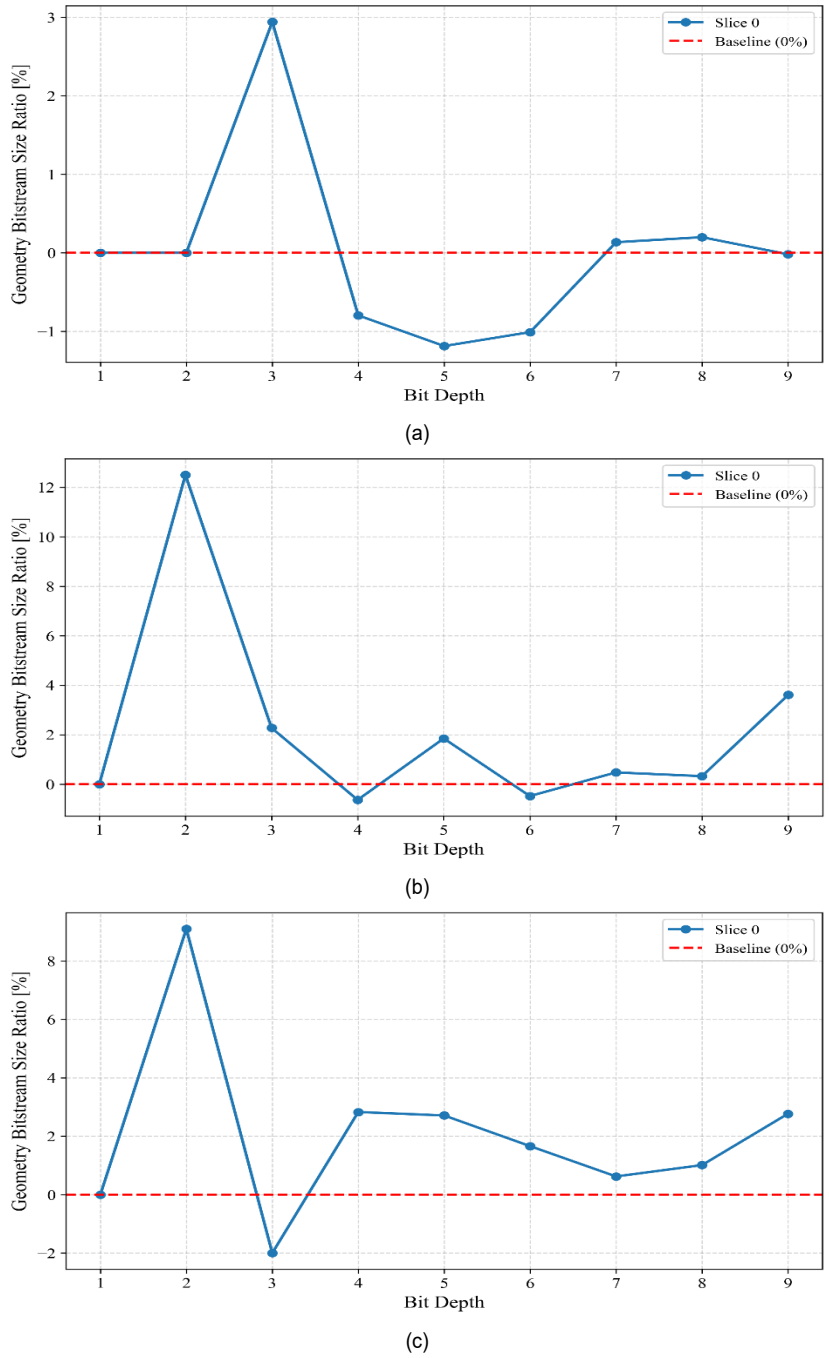 3
2
1
0
−1
Geometry Bitstream Size Ratio [%]
Slice 0
Baseline (0%)
1 2 3 4 5 6 7 8 9
Bit Depth
(a)
12
10
8
6
4
2
0
Geometry Bitstream Size Ratio [%]
Slice 0
Baseline (0%)
1 2 3 4 5 6 7 8 9
Bit Depth
(b)
8
6
4
2
0
−2
Geometry Bitstream Size Ratio [%]
Slice 0
Baseline (0%)
1 2 3 4 5 6 7 8 9
Bit Depth
(c)